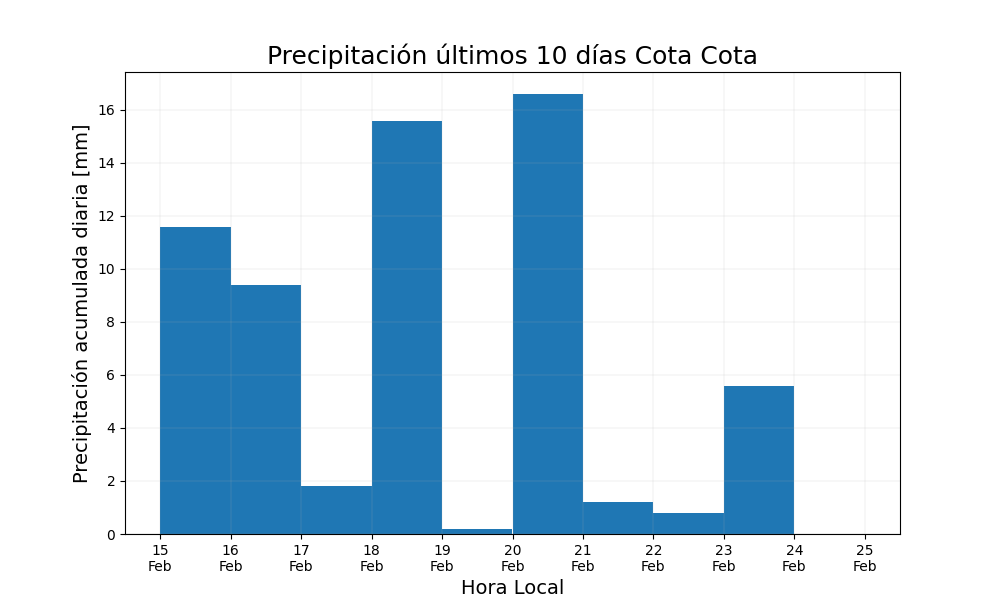 Precipitación últimos 10 días Cota Cota
Precipitación acumulada diaria [mm]
16
14
12
10
8
6
4
2
0
15 16 17 18 19 20 21 22 23 24 25
Feb Feb Feb Feb Feb Feb Feb Feb Feb Feb Feb
Hora Local